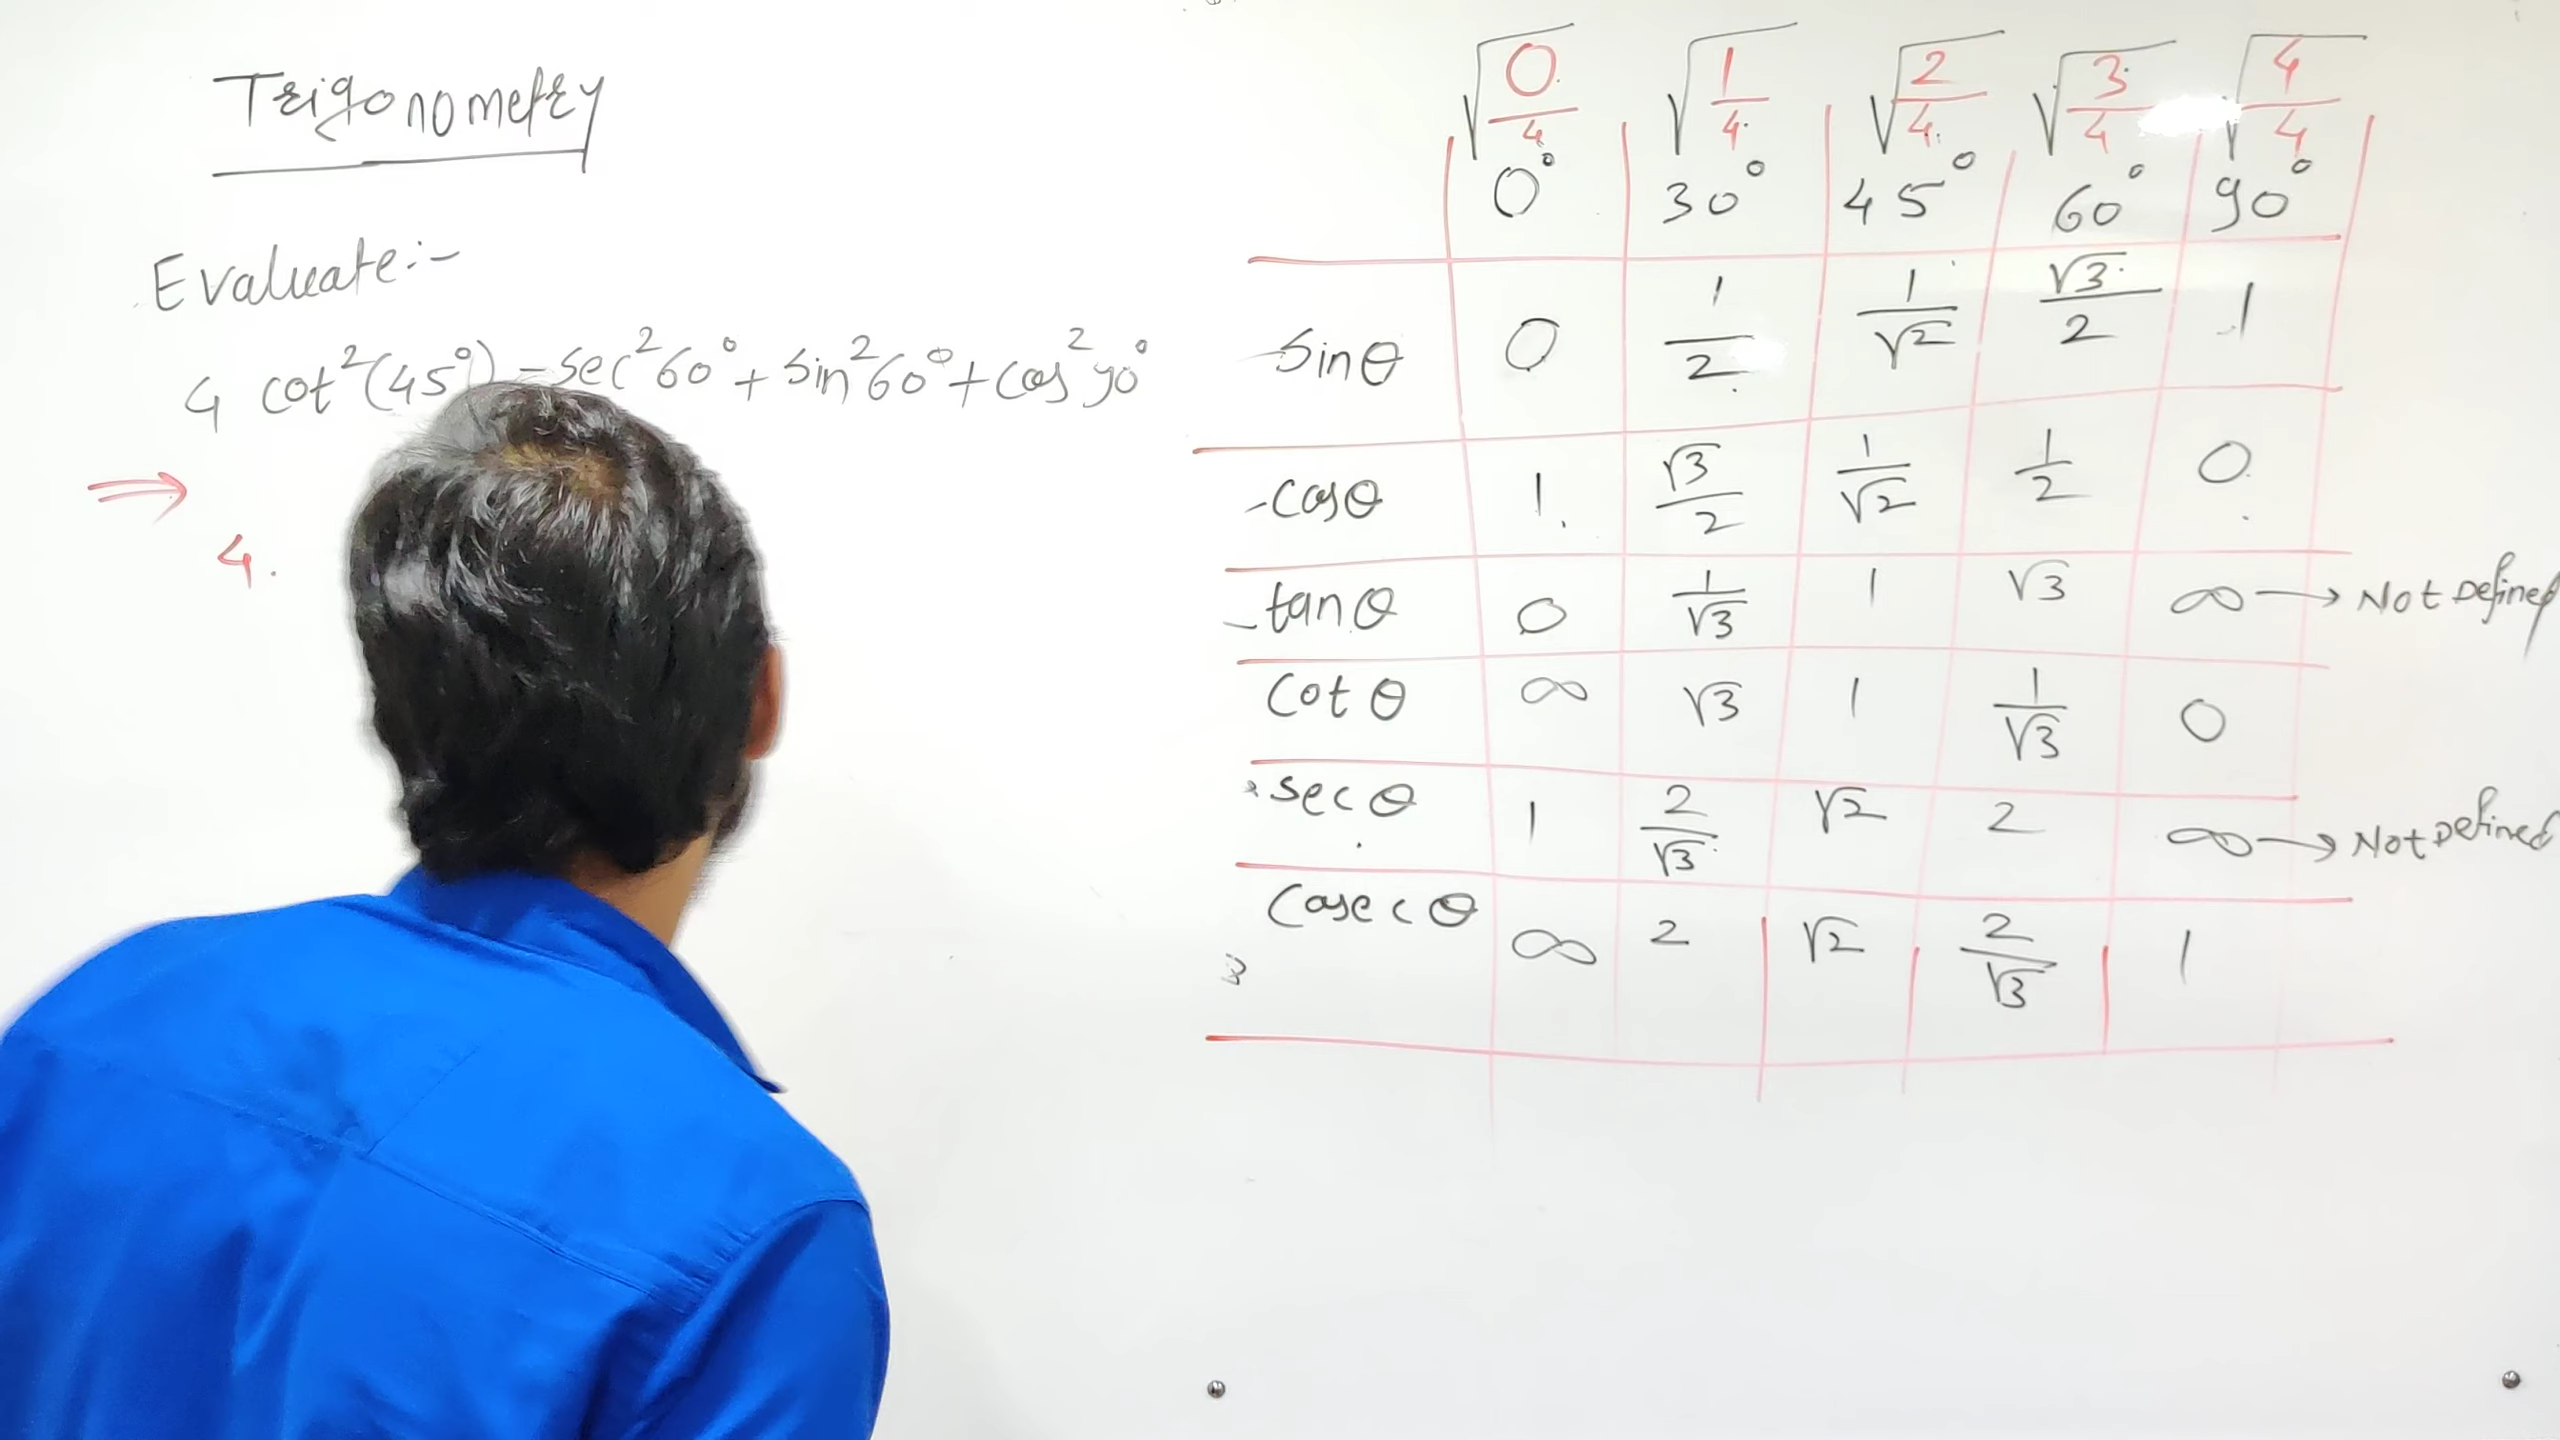 Trigonometry
Evaluate:-
4 cot²(45°) - sec²60° + sin²60° + cos²90°
⇒
4.
√(0/4) √(1/4) √(2/4) √(3/4) √(4/4)
0° 30° 45° 60° 90°
sinθ 0 1/2 1/√2 √3/2 1
cosθ 1 √3/2 1/√2 1/2 0
tanθ 0 1/√3 1 √3 ∞ → Not Defined
cotθ ∞ √3 1 1/√3 0
secθ 1 2/√3 √2 2 ∞ → Not Defined
cosecθ ∞ 2 √2 2/√3 1